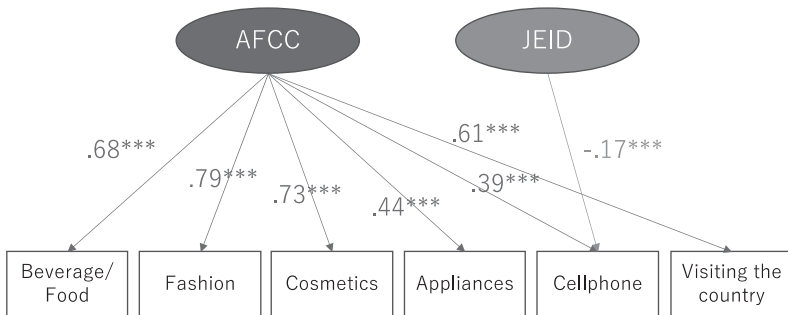 AFCC
JEID
.68***
.79***
.73***
.44***
.39***
.61***
-.17***
Beverage/
Food
Fashion
Cosmetics
Appliances
Cellphone
Visiting the
country